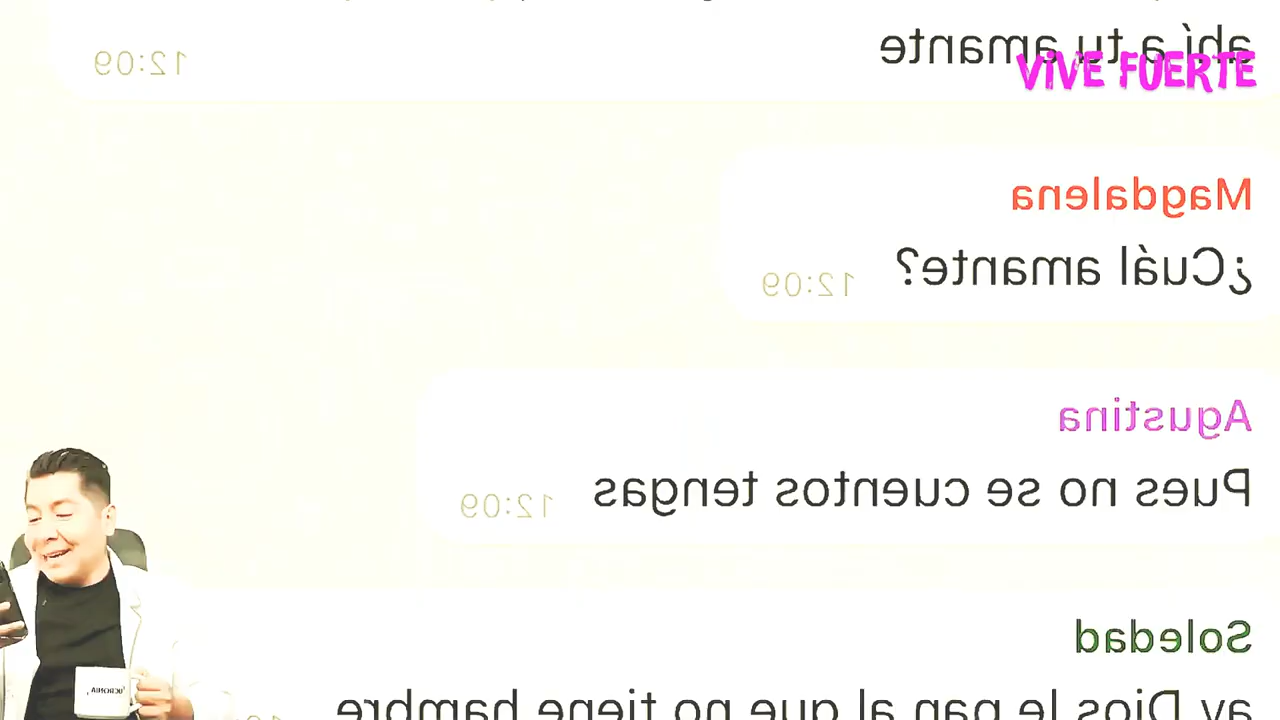 ahí a tu amante
12:09
VIVE FUERTE
Magdalena
¿Cuál amante?
12:09
Agustina
Pues no se cuentos tengas
12:09
Soledad
ay Dios le pan al que no tiene hambre
UCRONIA